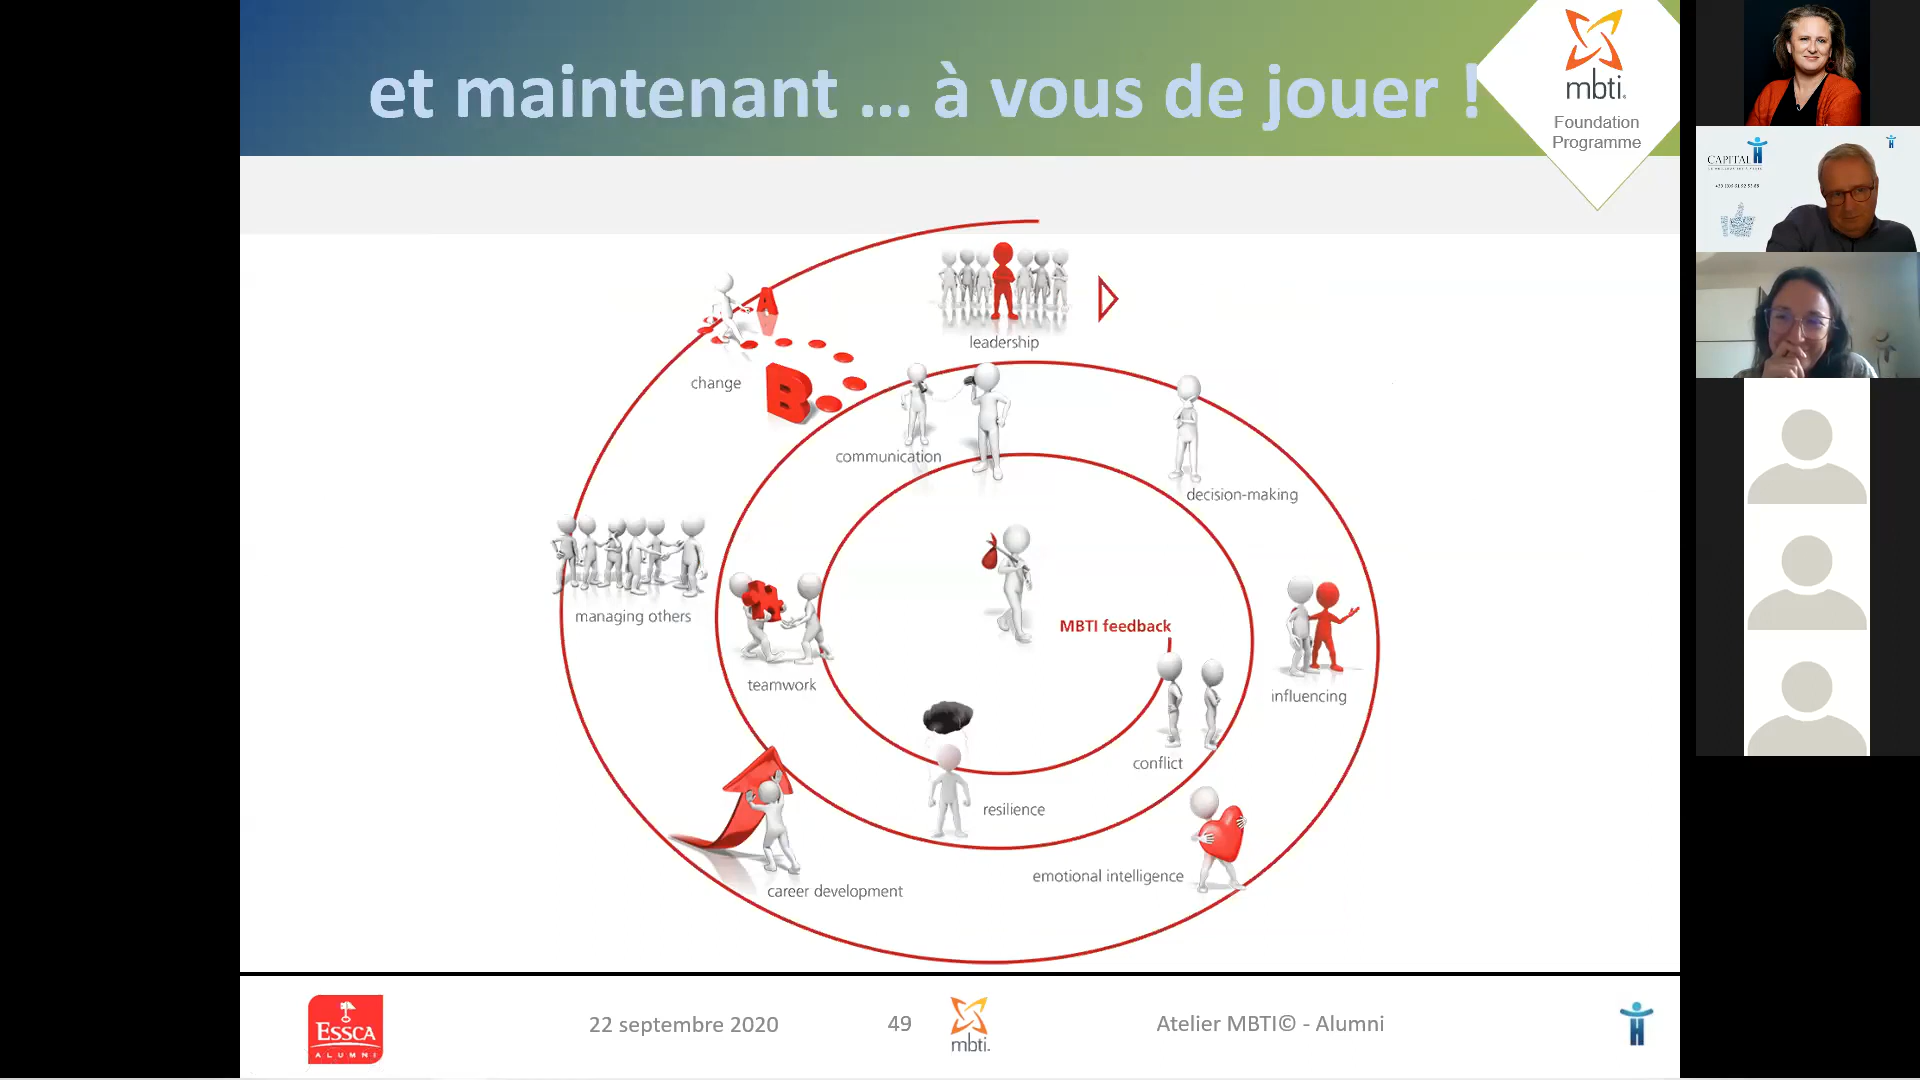 et maintenant ... à vous de jouer !
mbti.
Foundation
Programme
leadership
change
communication
decision-making
managing others
MBTI feedback
teamwork
influencing
conflict
resilience
emotional intelligence
career development
ESSCA
ALUMNI
22 septembre 2020
49
mbti.
Atelier MBTI© - Alumni
CAPITAL H